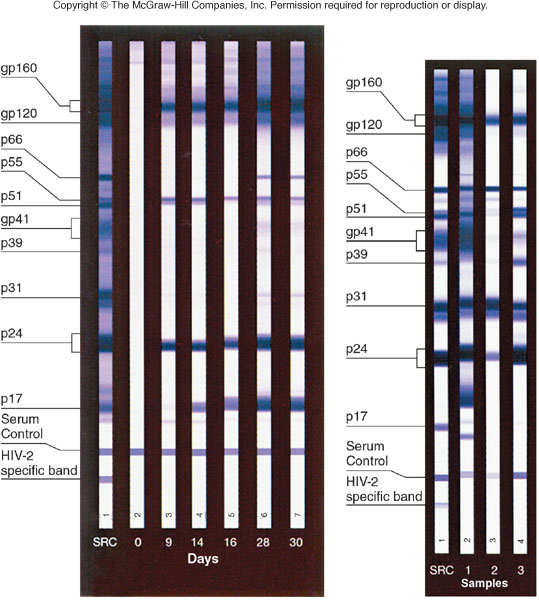 Copyright © The McGraw-Hill Companies, Inc. Permission required for reproduction or display.
gp160
gp120
p66
p55
p51
gp41
p39
p31
p24
p17
Serum
Control
HIV-2
specific band
1
2
3
4
5
6
7
SRC 0 9 14 16 28 30
Days
gp160
gp120
p66
p55
p51
gp41
p39
p31
p24
p17
Serum
Control
HIV-2
specific band
1
2
3
4
SRC 1 2 3
Samples